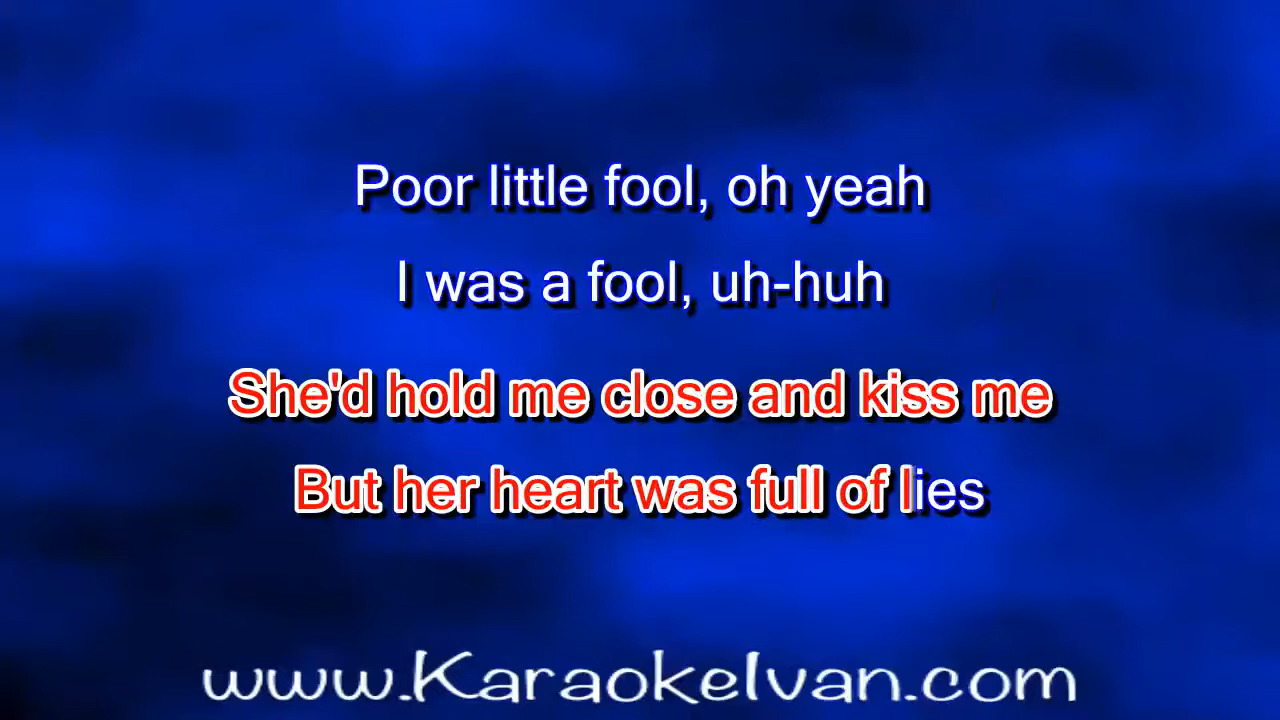 Poor little fool, oh yeah
I was a fool, uh-huh
She'd hold me close and kiss me
But her heart was full of lies
www.KaraokeIvan.com